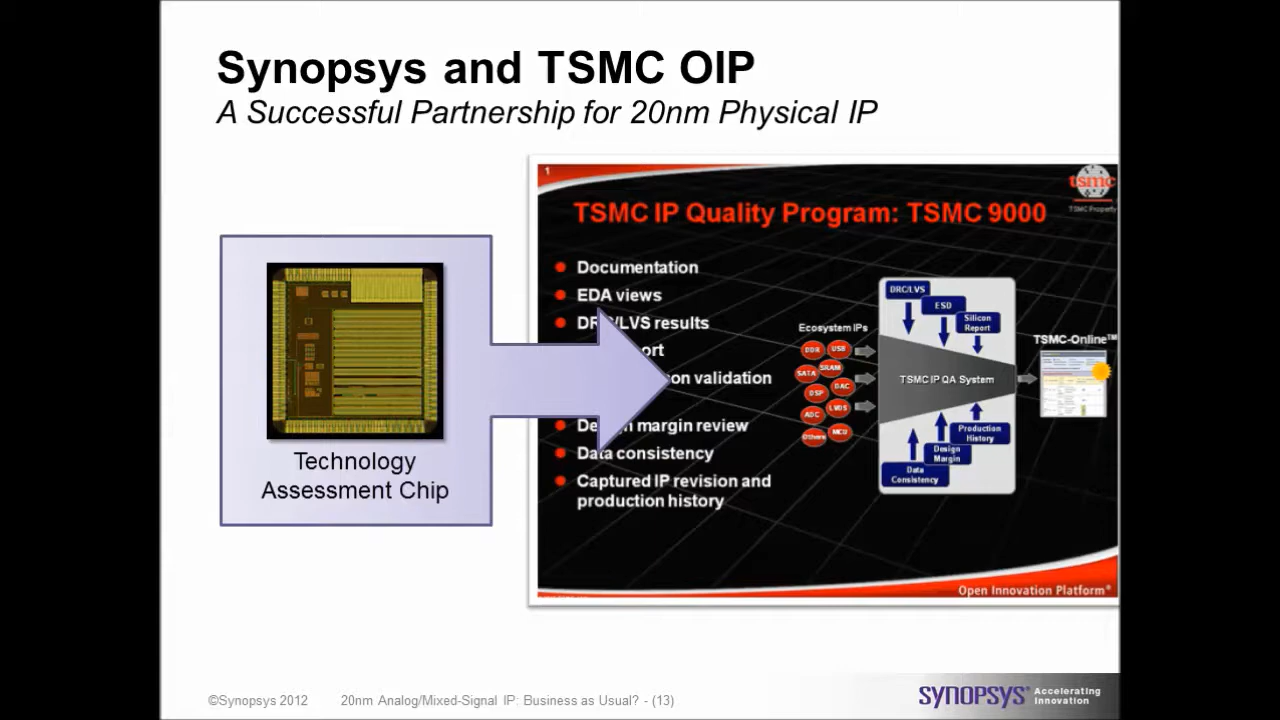 Synopsys and TSMC OIP
A Successful Partnership for 20nm Physical IP
Technology
Assessment Chip
1
tsmc
TSMC Property
TSMC IP Quality Program: TSMC 9000
Documentation
EDA views
DRC/LVS results
validation
Design margin review
Data consistency
Captured IP revision and
production history
Ecosystem IPs
DDR
USB
SATA
SRAM
DSP
DAC
ADC
LVDS
Others
MCU
DRC/LVS
ESD
Silicon
Report
TSMC IP QA System
Production
History
Design
Margin
Data
Consistency
TSMC-Online™
Open Innovation Platform®
©Synopsys 2012
20nm Analog/Mixed-Signal IP: Business as Usual? - (13)
SYNOPSYS®
Accelerating
Innovation